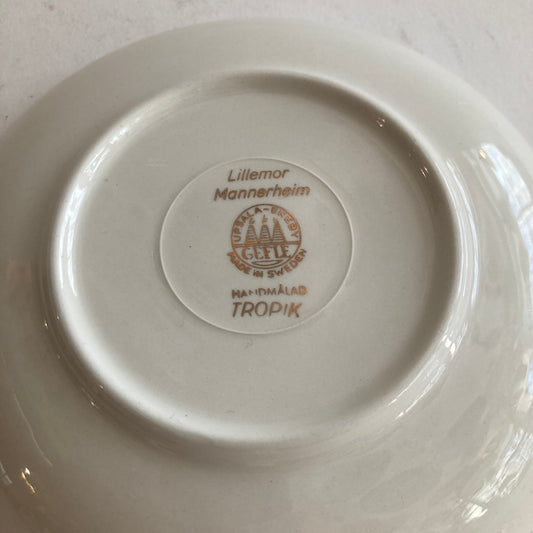 Lillemor
Mannerheim
UPSALA-EKEBY
GEFLE
MADE IN SWEDEN
HANDMÅLAD
TROPIK